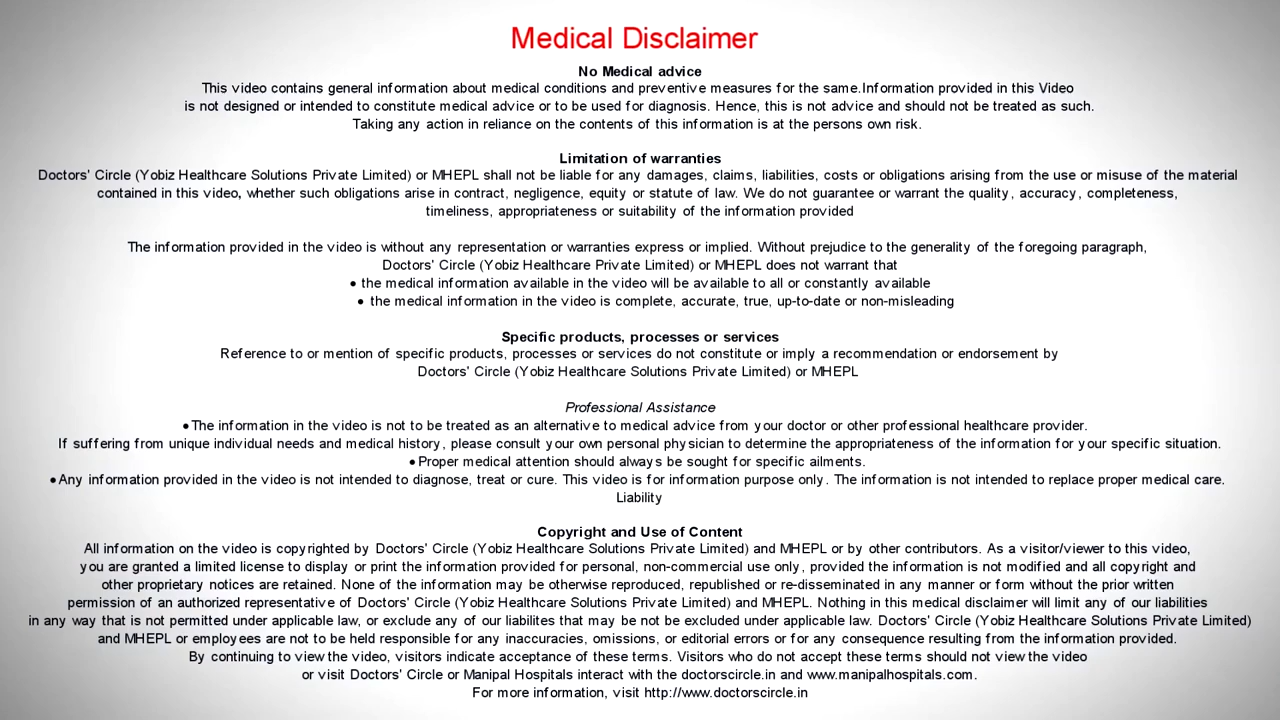 Medical Disclaimer
No Medical advice
This video contains general information about medical conditions and preventive measures for the same.Information provided in this Video
is not designed or intended to constitute medical advice or to be used for diagnosis. Hence, this is not advice and should not be treated as such.
Taking any action in reliance on the contents of this information is at the persons own risk.
Limitation of warranties
Doctors' Circle (Yobiz Healthcare Solutions Private Limited) or MHEPL shall not be liable for any damages, claims, liabilities, costs or obligations arising from the use or misuse of the material
contained in this video, whether such obligations arise in contract, negligence, equity or statute of law. We do not guarantee or warrant the quality, accuracy, completeness,
timeliness, appropriateness or suitability of the information provided
The information provided in the video is without any representation or warranties express or implied. Without prejudice to the generality of the foregoing paragraph,
Doctors' Circle (Yobiz Healthcare Private Limited) or MHEPL does not warrant that
• the medical information available in the video will be available to all or constantly available
• the medical information in the video is complete, accurate, true, up-to-date or non-misleading
Specific products, processes or services
Reference to or mention of specific products, processes or services do not constitute or imply a recommendation or endorsement by
Doctors' Circle (Yobiz Healthcare Solutions Private Limited) or MHEPL
Professional Assistance
•The information in the video is not to be treated as an alternative to medical advice from your doctor or other professional healthcare provider.
If suffering from unique individual needs and medical history, please consult your own personal physician to determine the appropriateness of the information for your specific situation.
•Proper medical attention should always be sought for specific ailments.
•Any information provided in the video is not intended to diagnose, treat or cure. This video is for information purpose only. The information is not intended to replace proper medical care.
Liability
Copyright and Use of Content
All information on the video is copyrighted by Doctors' Circle (Yobiz Healthcare Solutions Private Limited) and MHEPL or by other contributors. As a visitor/viewer to this video,
you are granted a limited license to display or print the information provided for personal, non-commercial use only, provided the information is not modified and all copyright and
other proprietary notices are retained. None of the information may be otherwise reproduced, republished or re-disseminated in any manner or form without the prior written
permission of an authorized representative of Doctors' Circle (Yobiz Healthcare Solutions Private Limited) and MHEPL. Nothing in this medical disclaimer will limit any of our liabilities
in any way that is not permitted under applicable law, or exclude any of our liabilites that may be not be excluded under applicable law. Doctors' Circle (Yobiz Healthcare Solutions Private Limited)
and MHEPL or employees are not to be held responsible for any inaccuracies, omissions, or editorial errors or for any consequence resulting from the information provided.
By continuing to view the video, visitors indicate acceptance of these terms. Visitors who do not accept these terms should not view the video
or visit Doctors' Circle or Manipal Hospitals interact with the doctorscircle.in and www.manipalhospitals.com.
For more information, visit http://www.doctorscircle.in